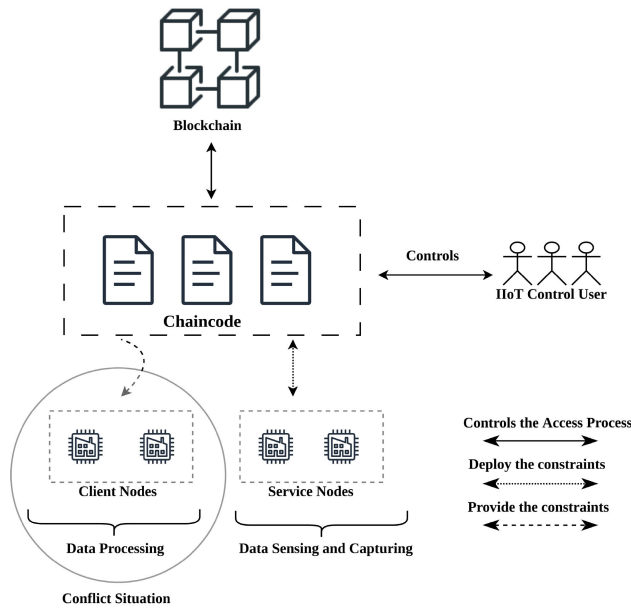 Blockchain
Controls
IIoT Control User
Chaincode
Controls the Access Process
Deploy the constraints
Client Nodes
Service Nodes
Provide the constraints
Data Processing
Data Sensing and Capturing
Conflict Situation